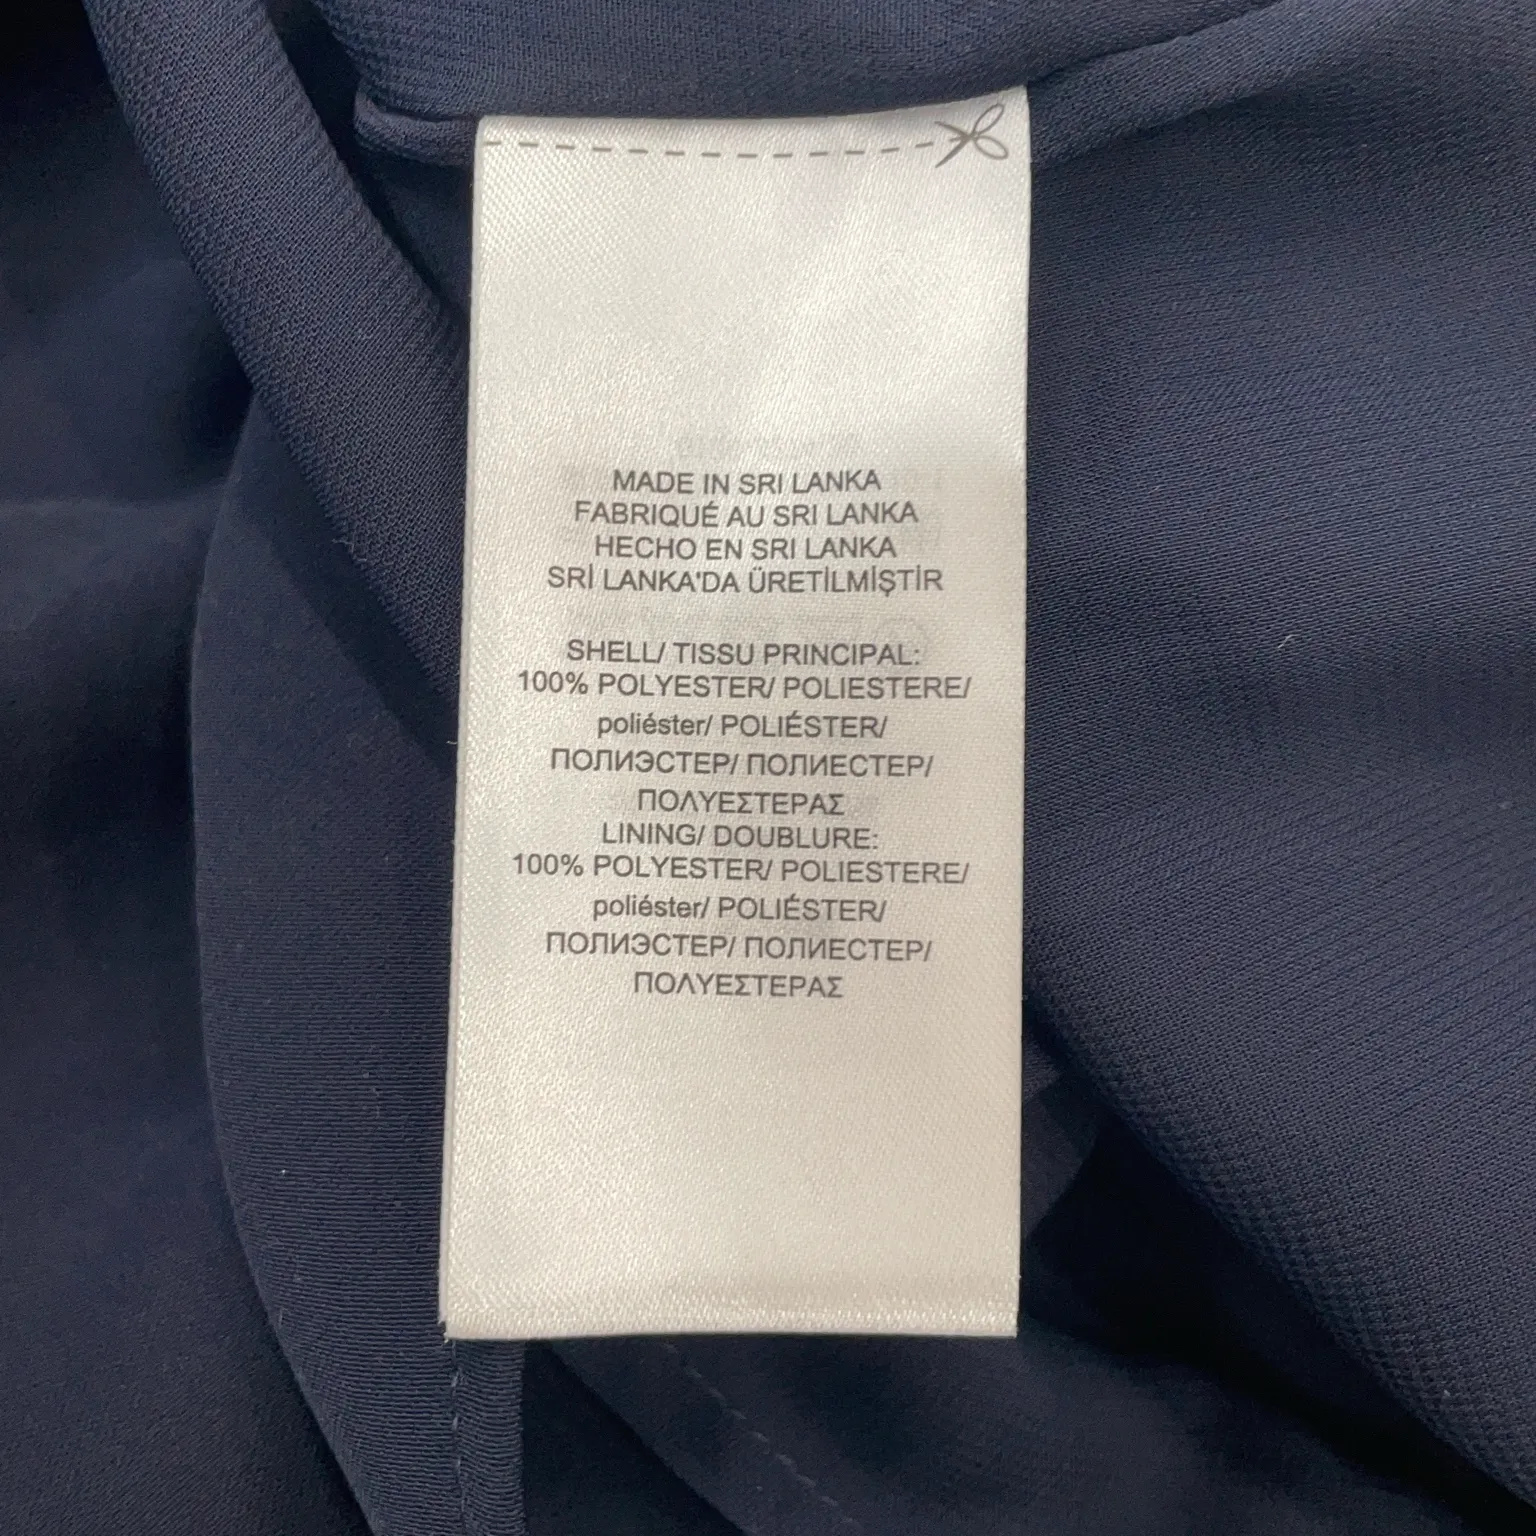 MADE IN SRI LANKA
FABRIQUÉ AU SRI LANKA
HECHO EN SRI LANKA
SRİ LANKA'DA ÜRETİLMİŞTİR
SHELL/ TISSU PRINCIPAL:
100% POLYESTER/ POLIESTERE/
poliéster/ POLIÉSTER/
ПОЛИЭСТЕР/ ПОЛИЕСТЕР/
ΠΟΛΥΕΣΤΕΡΑΣ
LINING/ DOUBLURE:
100% POLYESTER/ POLIESTERE/
poliéster/ POLIÉSTER/
ПОЛИЭСТЕР/ ПОЛИЕСТЕР/
ΠΟΛΥΕΣΤΕΡΑΣ